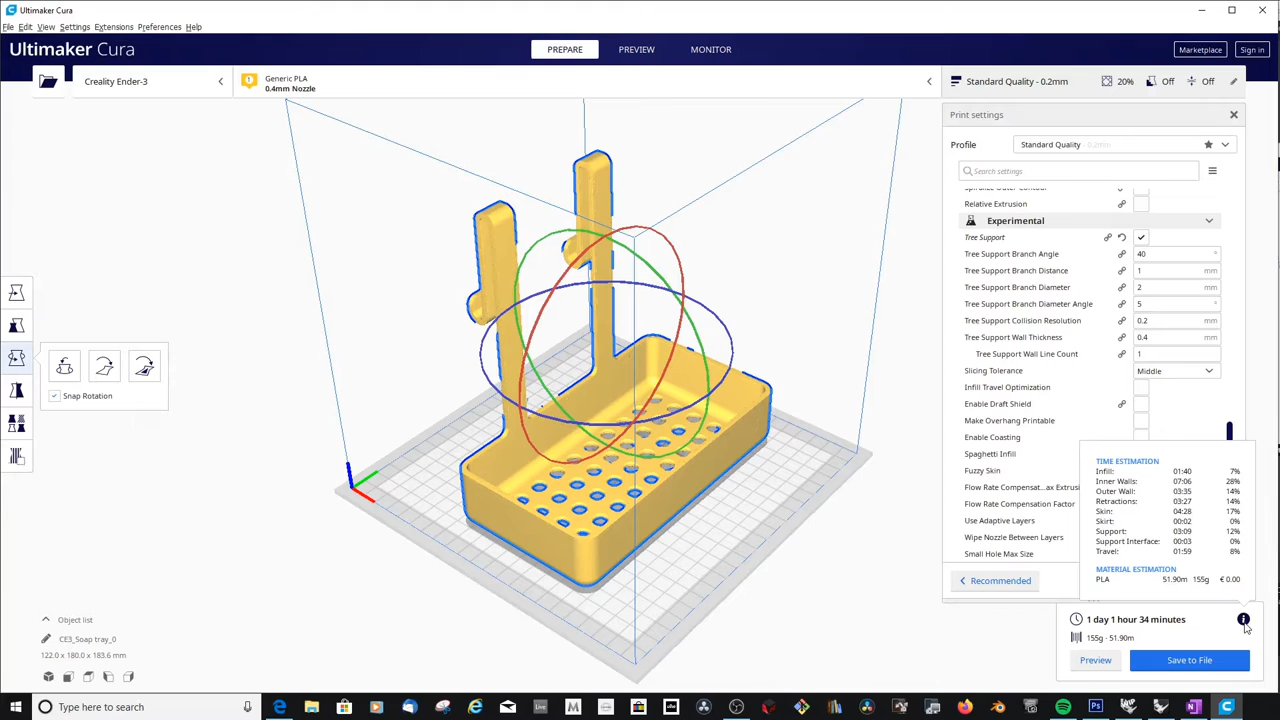 Ultimaker Cura
File Edit View Settings Extensions Preferences Help
Ultimaker Cura
PREPARE
PREVIEW
MONITOR
Marketplace
Sign in
Creality Ender-3
Generic PLA
0.4mm Nozzle
Standard Quality - 0.2mm
20%
Off
Off
Print settings
Profile
Standard Quality - 0.2mm
Search settings
Relative Extrusion
Experimental
Tree Support
Tree Support Branch Angle 40 °
Tree Support Branch Distance 1 mm
Tree Support Branch Diameter 2 mm
Tree Support Branch Diameter Angle 5 °
Tree Support Collision Resolution 0.2 mm
Tree Support Wall Thickness 0.4 mm
Tree Support Wall Line Count 1
Slicing Tolerance Middle
Infill Travel Optimization
Enable Draft Shield
Make Overhang Printable
Enable Coasting
Spaghetti Infill
Fuzzy Skin
Flow Rate Compensat...ax Extrusi
Flow Rate Compensation Factor
Use Adaptive Layers
Wipe Nozzle Between Layers
Small Hole Max Size
Recommended
TIME ESTIMATION
Infill: 01:40 7%
Inner Walls: 07:06 28%
Outer Wall: 03:35 14%
Retractions: 03:27 14%
Skin: 04:28 17%
Skirt: 00:02 0%
Support: 03:09 12%
Support Interface: 00:03 0%
Travel: 01:59 8%
MATERIAL ESTIMATION
PLA 51.90m 155g € 0.00
1 day 1 hour 34 minutes
155g · 51.90m
Preview
Save to File
Snap Rotation
Object list
CE3_Soap tray_0
122.0 x 180.0 x 183.6 mm
Type here to search